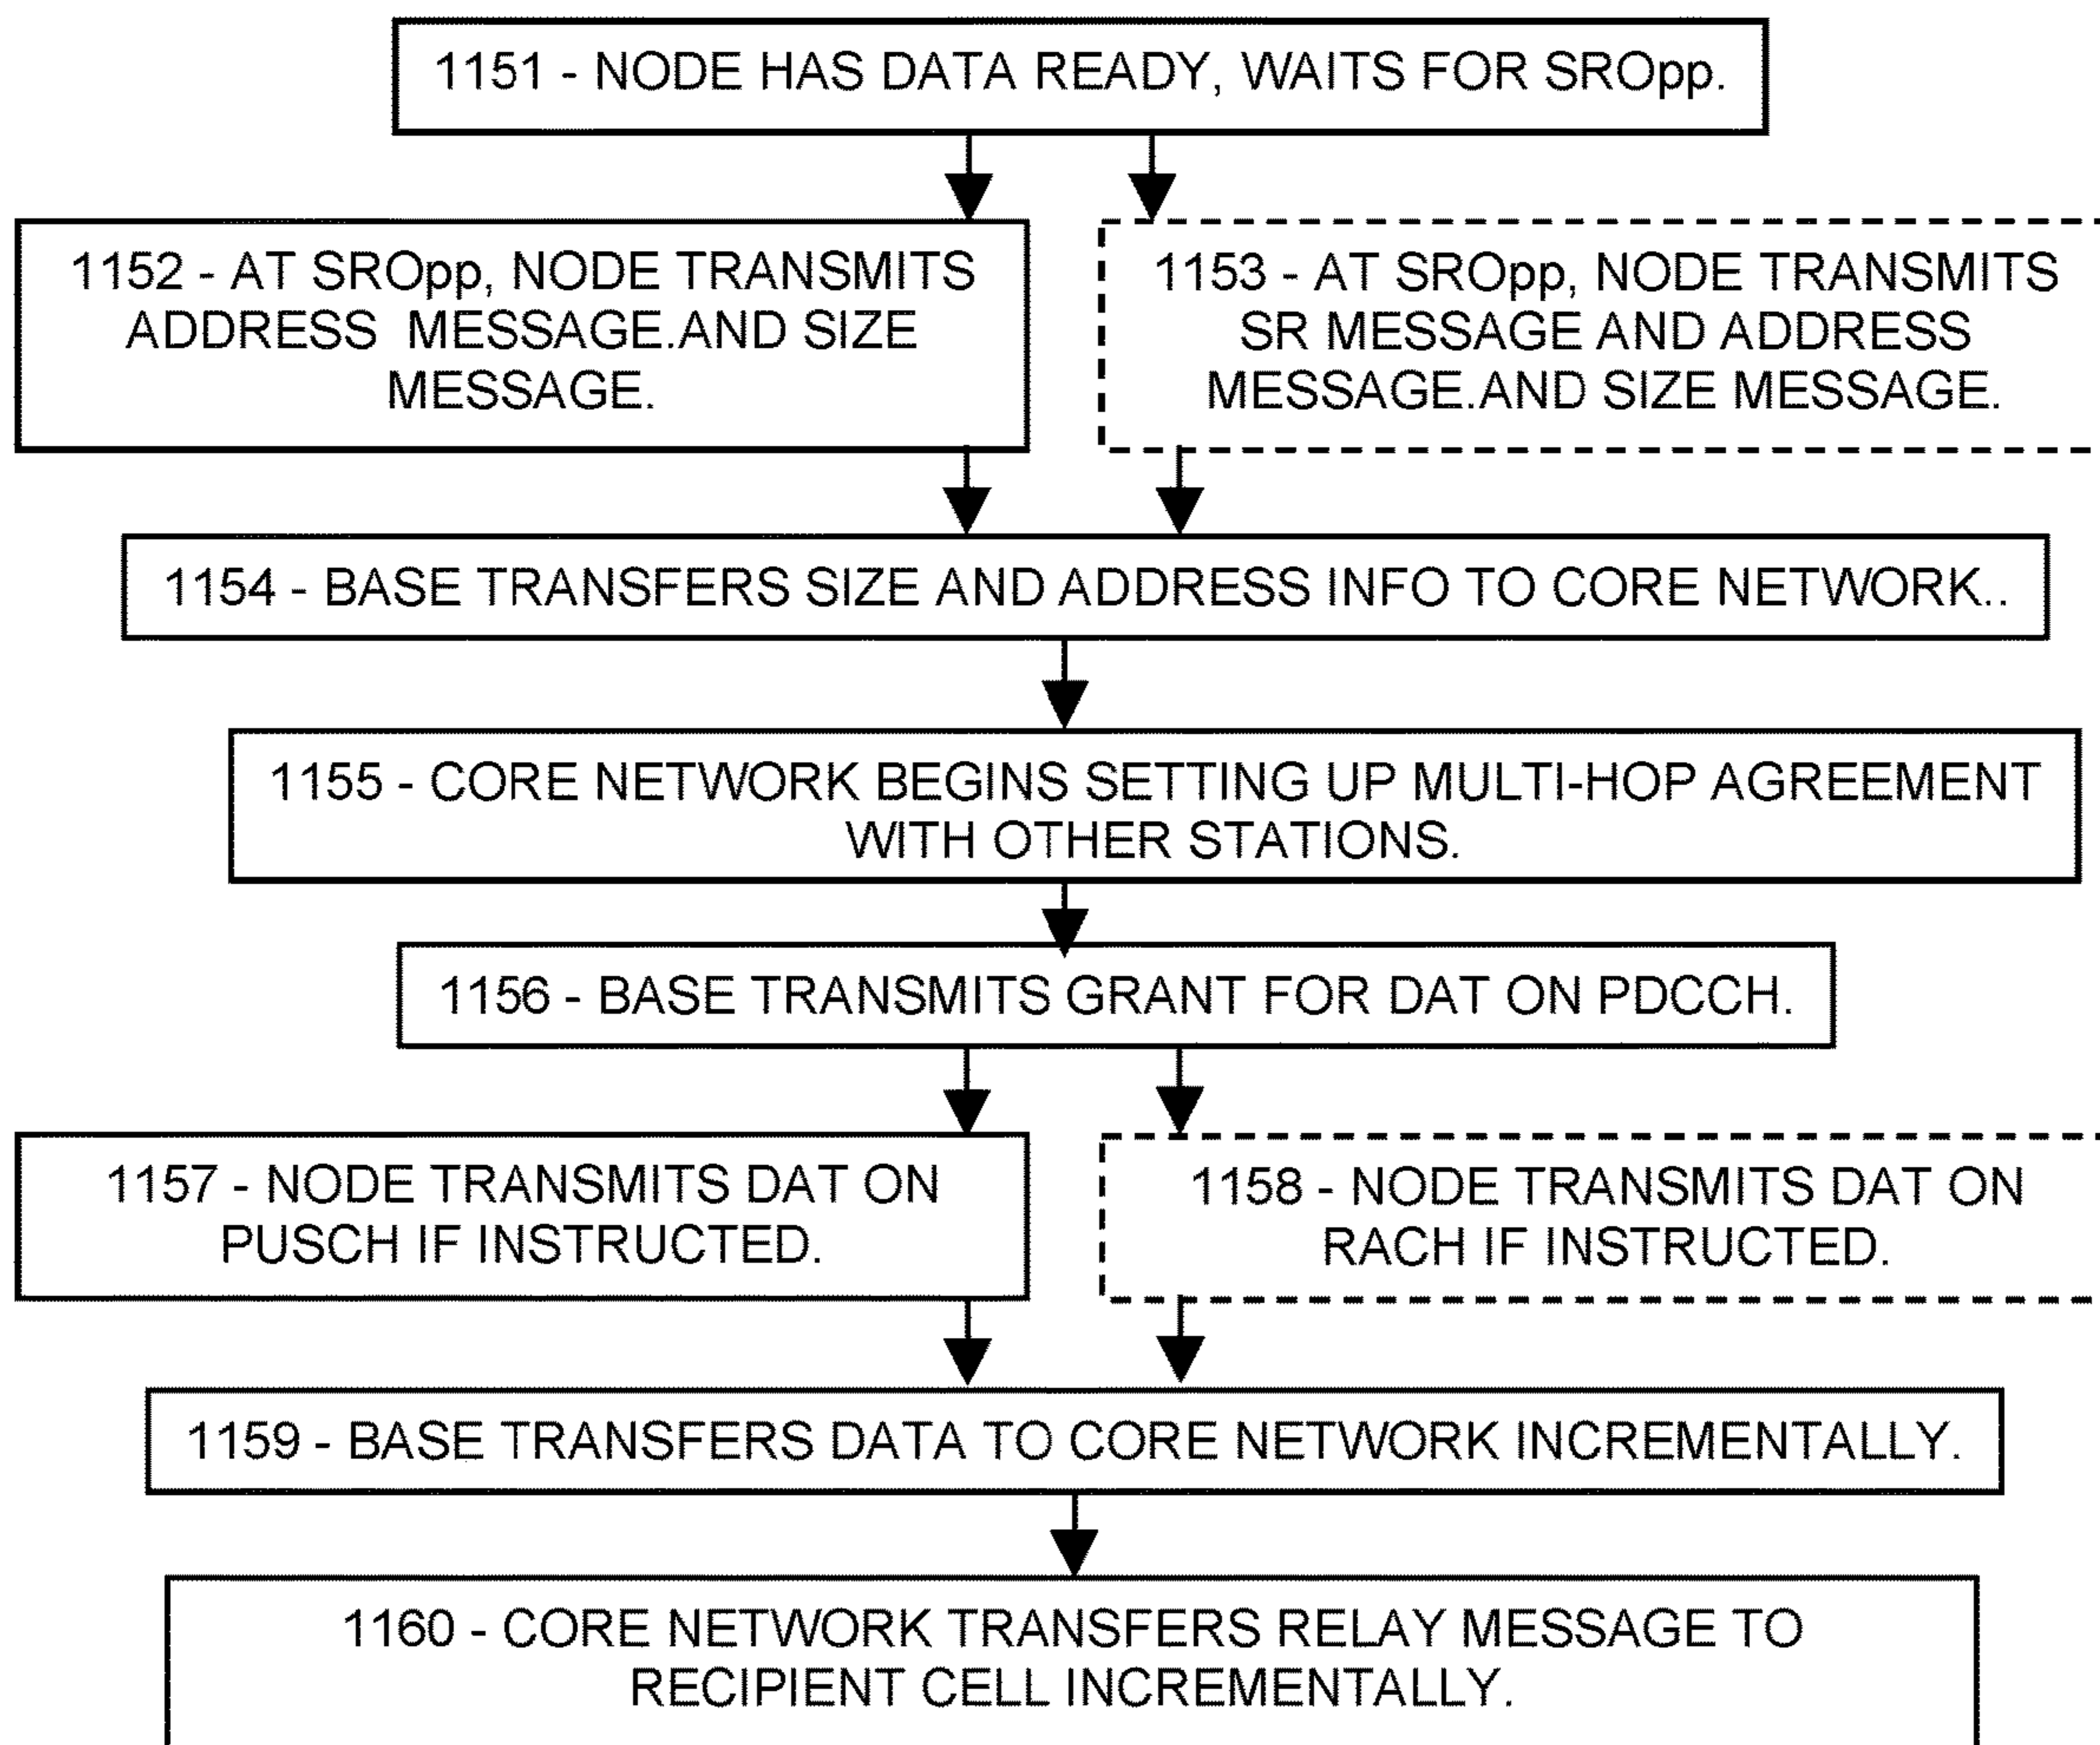 1151 - NODE HAS DATA READY, WAITS FOR SROpp.
1152 - AT SROpp, NODE TRANSMITS
ADDRESS  MESSAGE.AND SIZE
MESSAGE.
1153 - AT SROpp, NODE TRANSMITS
SR MESSAGE AND ADDRESS
MESSAGE.AND SIZE MESSAGE.
1154 - BASE TRANSFERS SIZE AND ADDRESS INFO TO CORE NETWORK..
1155 - CORE NETWORK BEGINS SETTING UP MULTI-HOP AGREEMENT
WITH OTHER STATIONS.
1156 - BASE TRANSMITS GRANT FOR DAT ON PDCCH.
1157 - NODE TRANSMITS DAT ON
PUSCH IF INSTRUCTED.
1158 - NODE TRANSMITS DAT ON
RACH IF INSTRUCTED.
1159 - BASE TRANSFERS DATA TO CORE NETWORK INCREMENTALLY.
1160 - CORE NETWORK TRANSFERS RELAY MESSAGE TO
RECIPIENT CELL INCREMENTALLY.